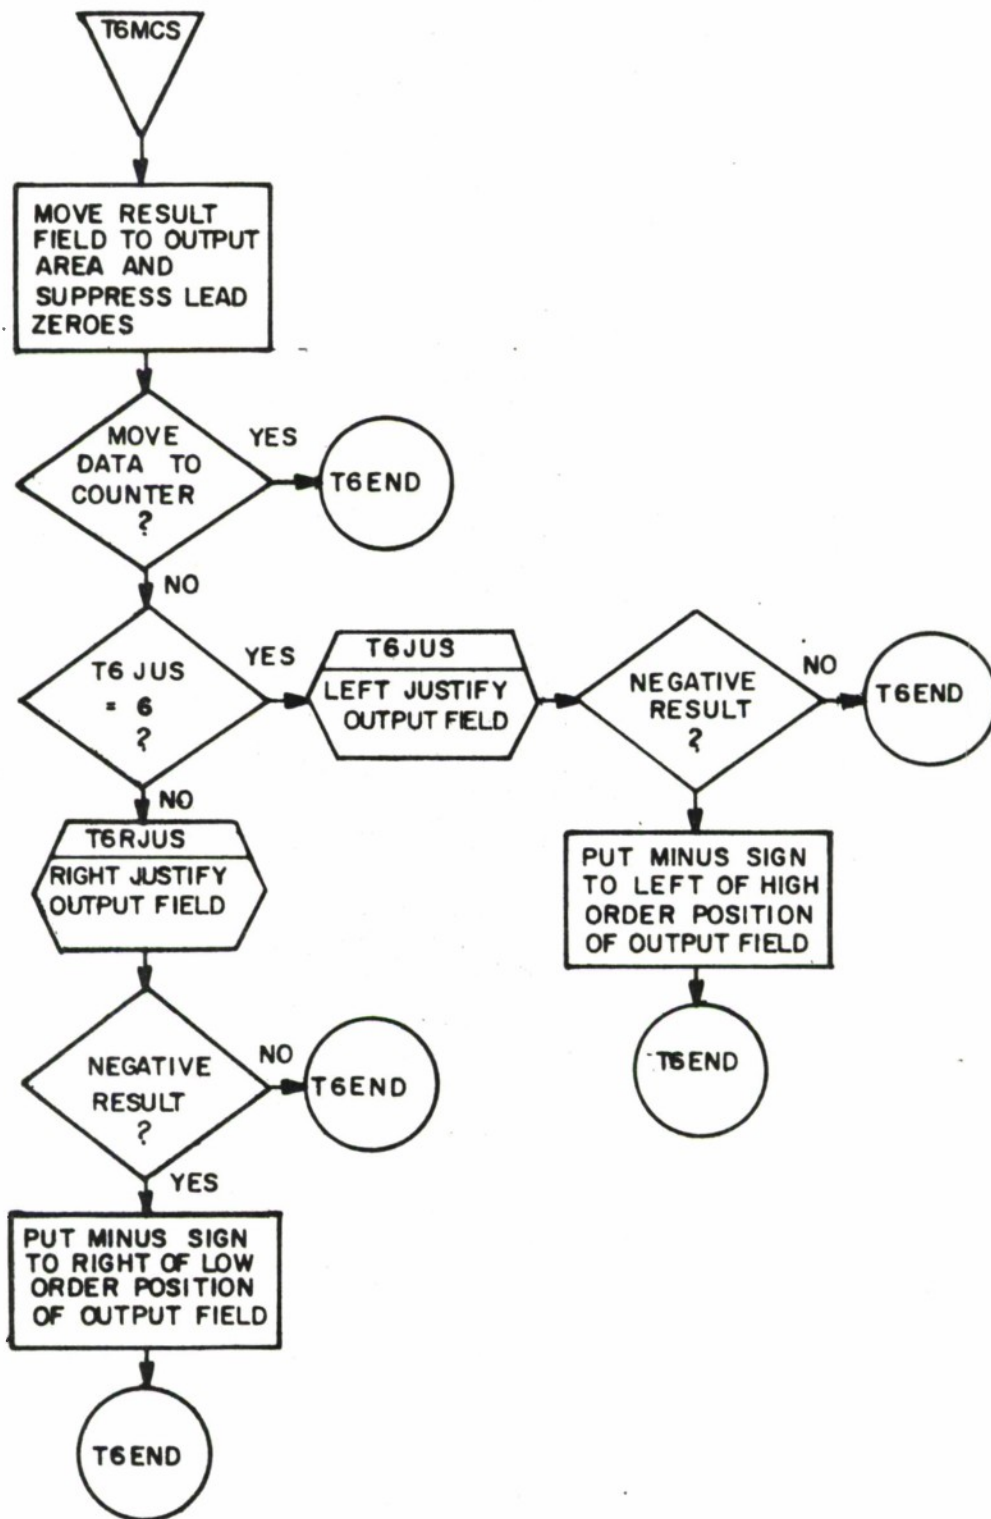 T6MCS
MOVE RESULT
FIELD TO OUTPUT
AREA AND
SUPPRESS LEAD
ZEROES
MOVE
DATA TO
COUNTER
?
YES
T6END
NO
T6JUS
= 6
?
YES
T6JUS
LEFT JUSTIFY
OUTPUT FIELD
NEGATIVE
RESULT
?
NO
T6END
PUT MINUS SIGN
TO LEFT OF HIGH
ORDER POSITION
OF OUTPUT FIELD
T6END
NO
T6RJUS
RIGHT JUSTIFY
OUTPUT FIELD
NEGATIVE
RESULT
?
NO
T6END
YES
PUT MINUS SIGN
TO RIGHT OF LOW
ORDER POSITION
OF OUTPUT FIELD
T6END